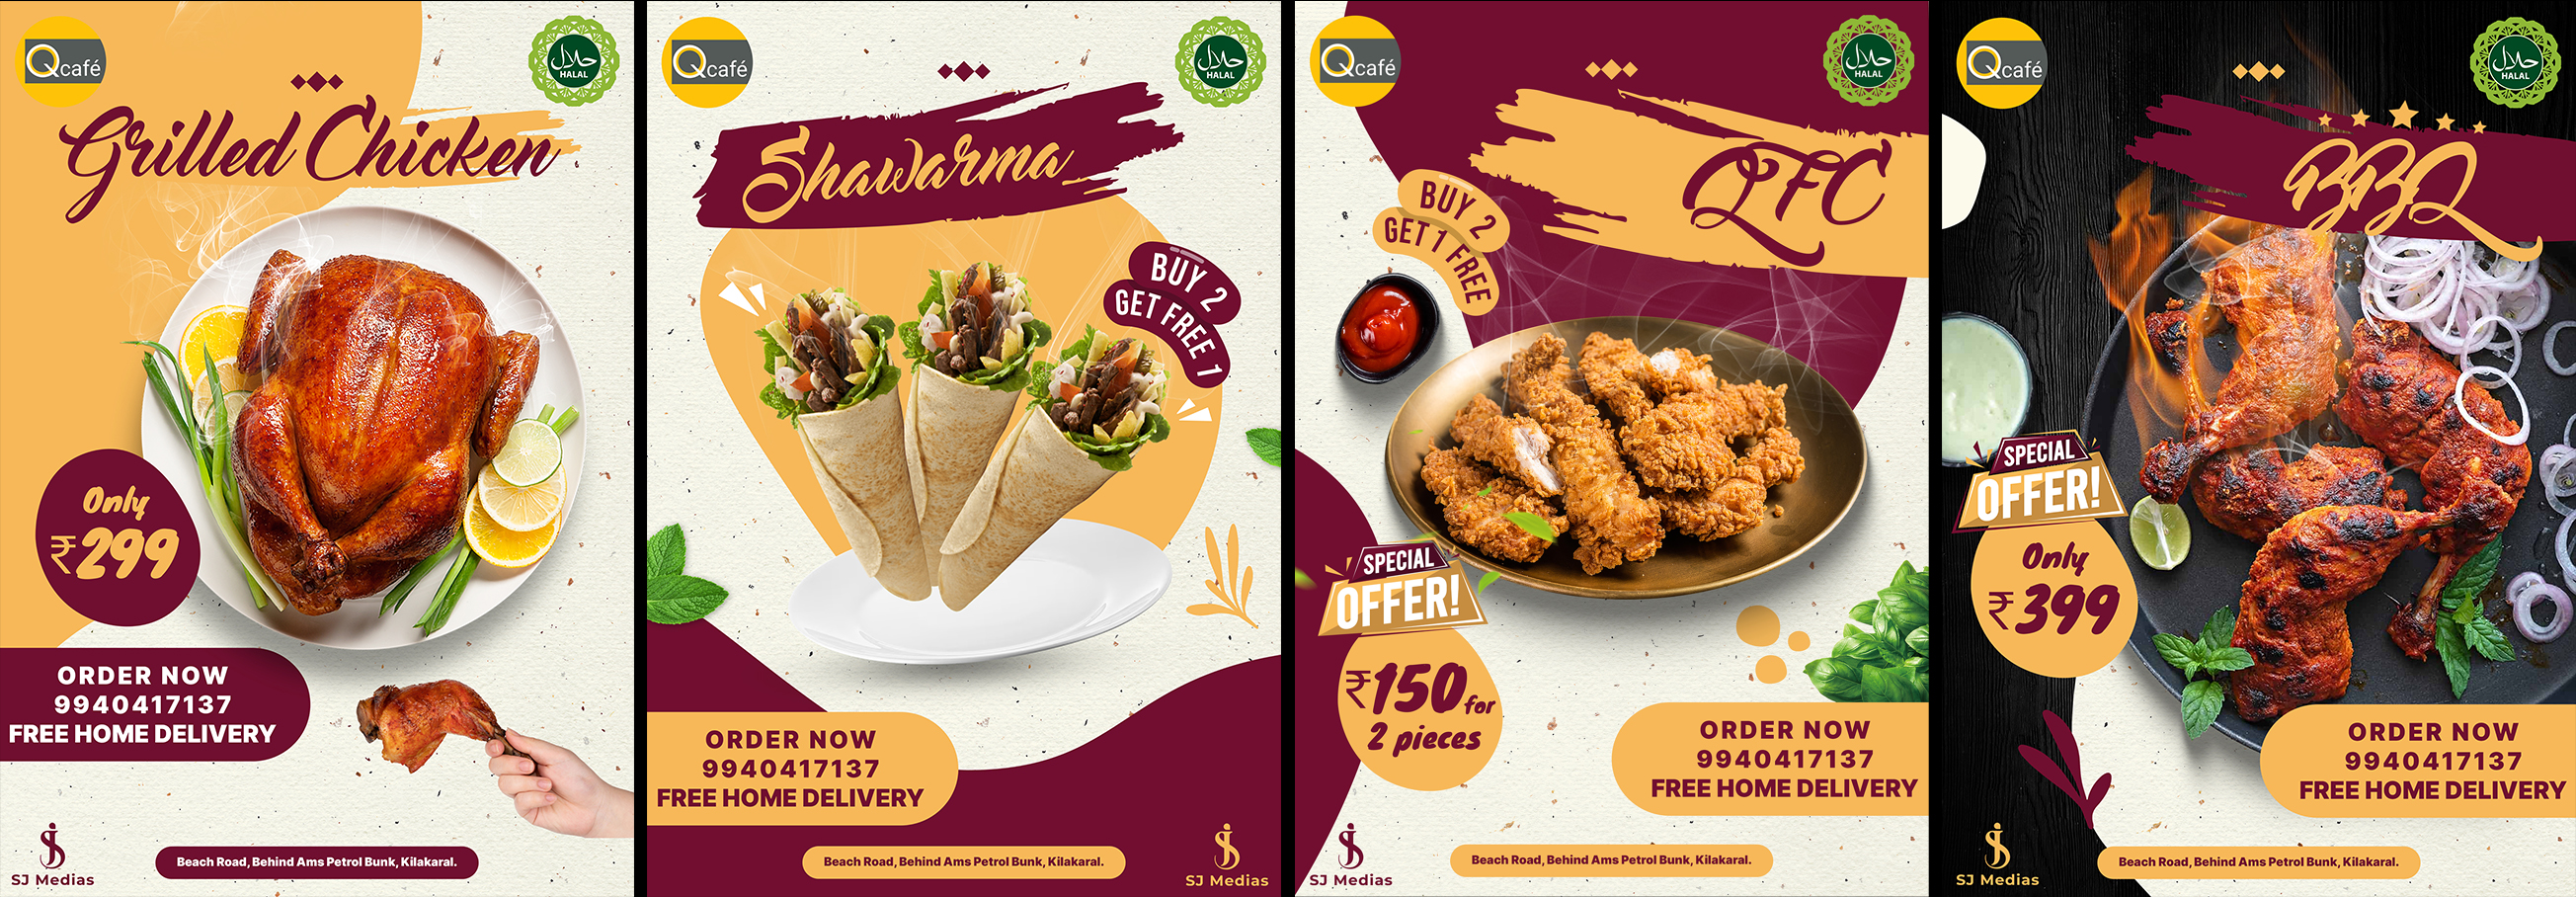 Qcafé
حلال
HALAL
Grilled Chicken
Only
₹299
ORDER NOW
9940417137
FREE HOME DELIVERY
SJ Medias
Beach Road, Behind Ams Petrol Bunk, Kilakaral.
Qcafé
حلال
HALAL
Shawarma
BUY 2
GET FREE 1
ORDER NOW
9940417137
FREE HOME DELIVERY
Beach Road, Behind Ams Petrol Bunk, Kilakaral.
SJ Medias
Qcafé
حلال
HALAL
QFC
BUY 2
GET 1 FREE
SPECIAL
OFFER!
₹150 for
2 pieces
ORDER NOW
9940417137
FREE HOME DELIVERY
SJ Medias
Beach Road, Behind Ams Petrol Bunk, Kilakaral.
Qcafé
حلال
HALAL
BBQ
SPECIAL
OFFER!
Only
₹399
ORDER NOW
9940417137
FREE HOME DELIVERY
SJ Medias
Beach Road, Behind Ams Petrol Bunk, Kilakaral.